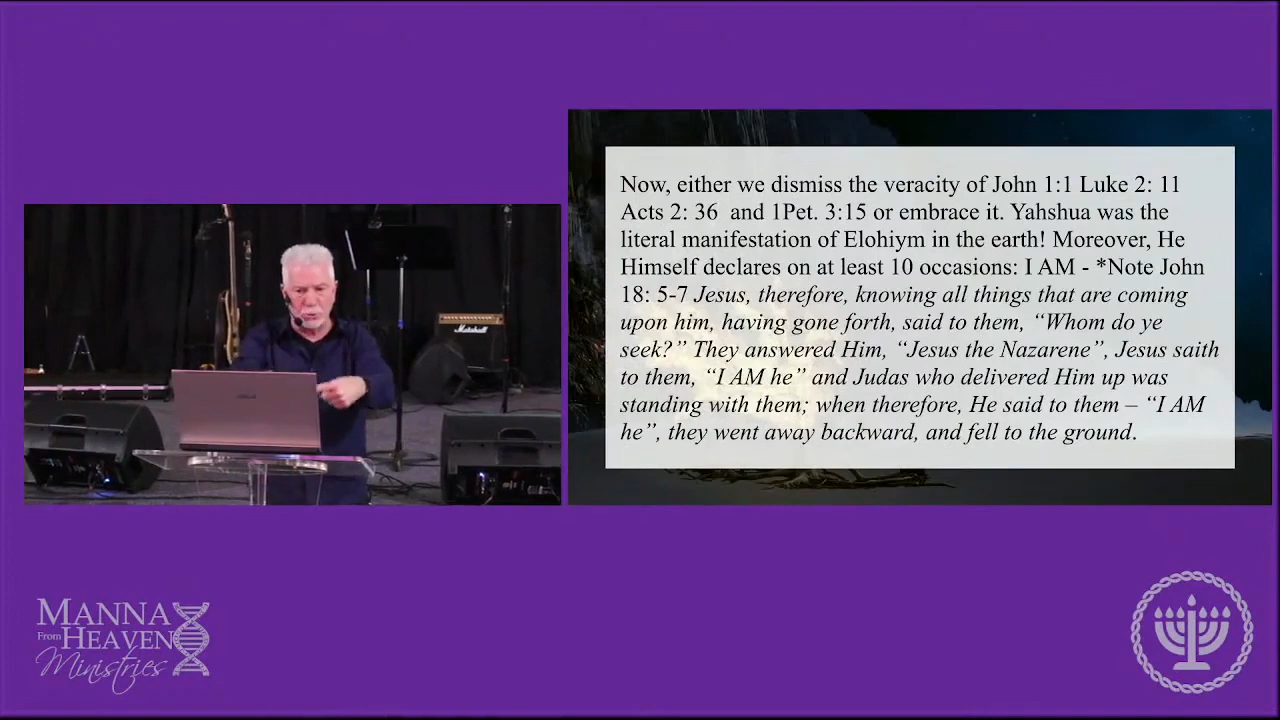 Now, either we dismiss the veracity of John 1:1 Luke 2: 11
Acts 2: 36 and 1Pet. 3:15 or embrace it. Yahshua was the
literal manifestation of Elohiym in the earth! Moreover, He
Himself declares on at least 10 occasions: I AM - *Note John
18: 5-7 Jesus, therefore, knowing all things that are coming
upon him, having gone forth, said to them, “Whom do ye
seek?” They answered Him, “Jesus the Nazarene”, Jesus saith
to them, “I AM he” and Judas who delivered Him up was
standing with them; when therefore, He said to them – “I AM
he”, they went away backward, and fell to the ground.
Marshall
MANNA
From HEAVEN
Ministries